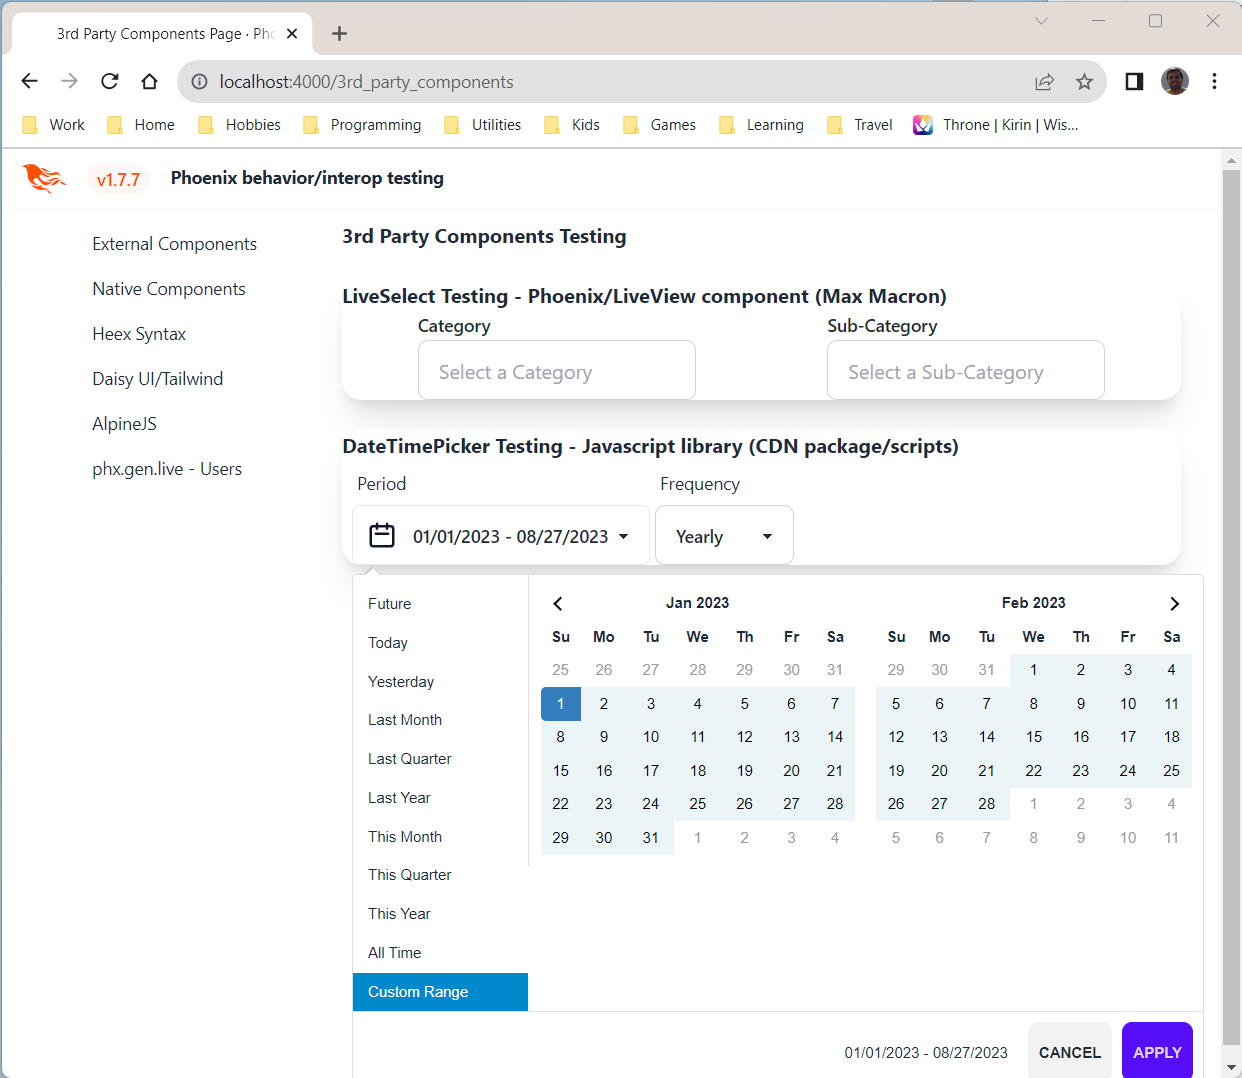 3rd Party Components Page · Pho
localhost:4000/3rd_party_components
Work Home Hobbies Programming Utilities Kids Games Learning Travel Throne | Kirin | Wis...
v1.7.7 Phoenix behavior/interop testing
External Components
Native Components
Heex Syntax
Daisy UI/Tailwind
AlpineJS
phx.gen.live - Users
3rd Party Components Testing
LiveSelect Testing - Phoenix/LiveView component (Max Macron)
Category Sub-Category
Select a Category Select a Sub-Category
DateTimePicker Testing - Javascript library (CDN package/scripts)
Period Frequency
01/01/2023 - 08/27/2023 Yearly
Future
Today
Yesterday
Last Month
Last Quarter
Last Year
This Month
This Quarter
This Year
All Time
Custom Range
Jan 2023
Su Mo Tu We Th Fr Sa
25 26 27 28 29 30 31
1 2 3 4 5 6 7
8 9 10 11 12 13 14
15 16 17 18 19 20 21
22 23 24 25 26 27 28
29 30 31 1 2 3 4
Feb 2023
Su Mo Tu We Th Fr Sa
29 30 31 1 2 3 4
5 6 7 8 9 10 11
12 13 14 15 16 17 18
19 20 21 22 23 24 25
26 27 28 1 2 3 4
5 6 7 8 9 10 11
01/01/2023 - 08/27/2023 CANCEL APPLY